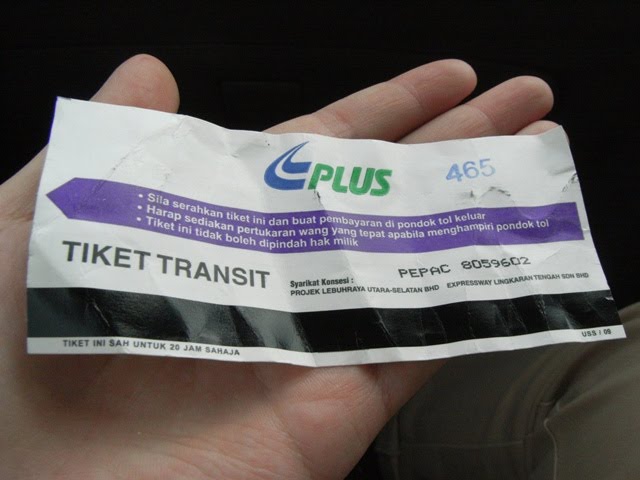 PLUS
465
• Sila serahkan tiket ini dan buat pembayaran di pondok tol keluar
• Harap sediakan pertukaran wang yang tepat apabila menghampiri pondok tol
• Tiket ini tidak boleh dipindah hak milik
TIKET TRANSIT
PEPAC 8059602
Syarikat Konsesi :
PROJEK LEBUHRAYA UTARA-SELATAN BHD EXPRESSWAY LINGKARAN TENGAH SDN BHD
TIKET INI SAH UNTUK 20 JAM SAHAJA